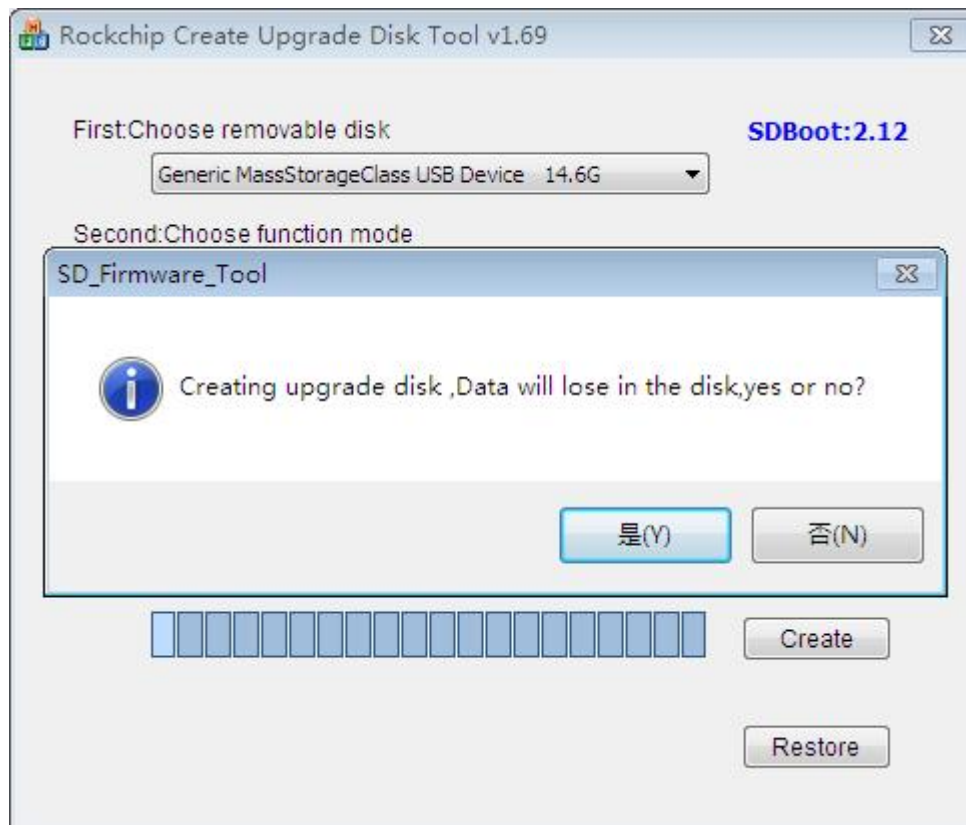 Rockchip Create Upgrade Disk Tool v1.69
First:Choose removable disk
SDBoot:2.12
Generic MassStorageClass USB Device 14.6G
Second:Choose function mode
SD_Firmware_Tool
Creating upgrade disk ,Data will lose in the disk,yes or no?
是(Y)
否(N)
Create
Restore